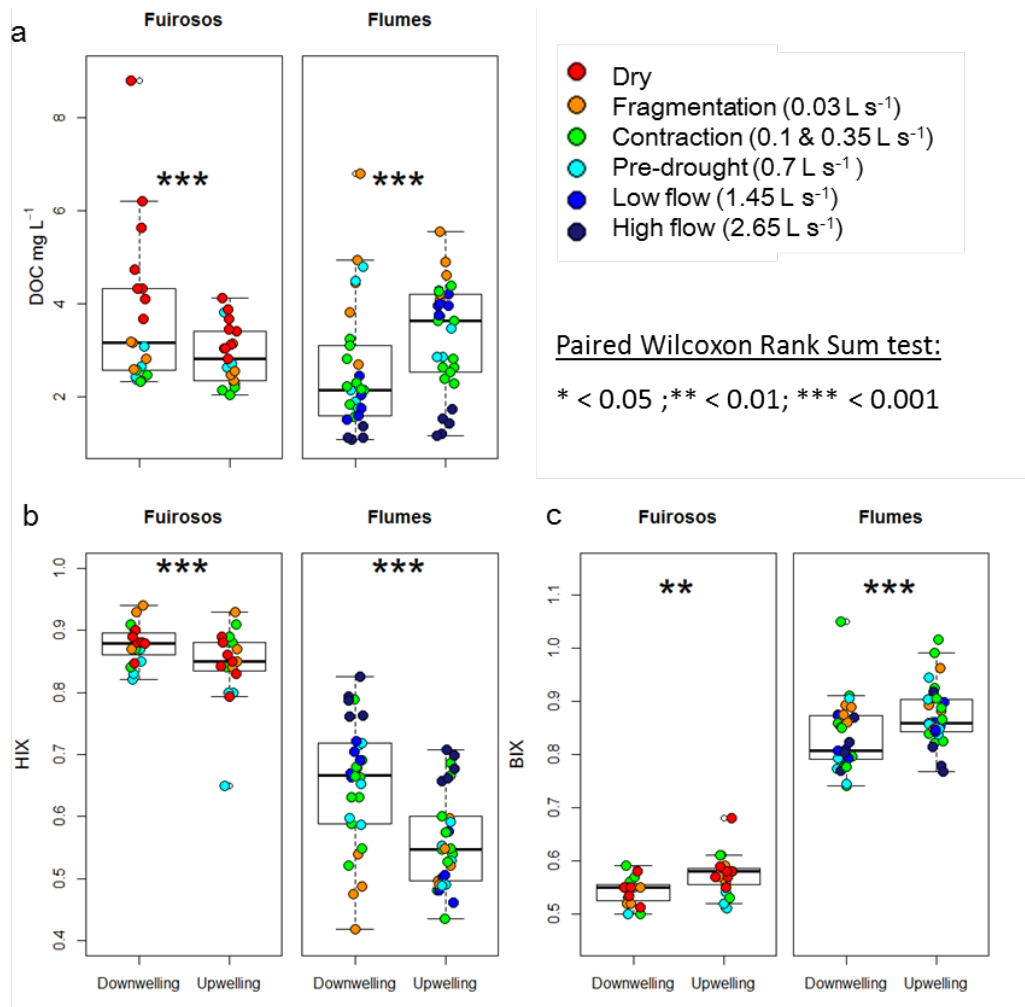 a
Fuirosos
Flumes
DOC mg L⁻¹
8
6
4
2
***
***
Dry
Fragmentation (0.03 L s⁻¹)
Contraction (0.1 & 0.35 L s⁻¹)
Pre-drought (0.7 L s⁻¹)
Low flow (1.45 L s⁻¹)
High flow (2.65 L s⁻¹)
Paired Wilcoxon Rank Sum test:
* < 0.05 ;** < 0.01; *** < 0.001
b
Fuirosos
Flumes
HIX
1.0
0.9
0.8
0.7
0.6
0.5
0.4
***
***
Downwelling
Upwelling
Downwelling
Upwelling
c
Fuirosos
Flumes
BIX
1.1
1.0
0.9
0.8
0.7
0.6
0.5
**
***
Downwelling
Upwelling
Downwelling
Upwelling